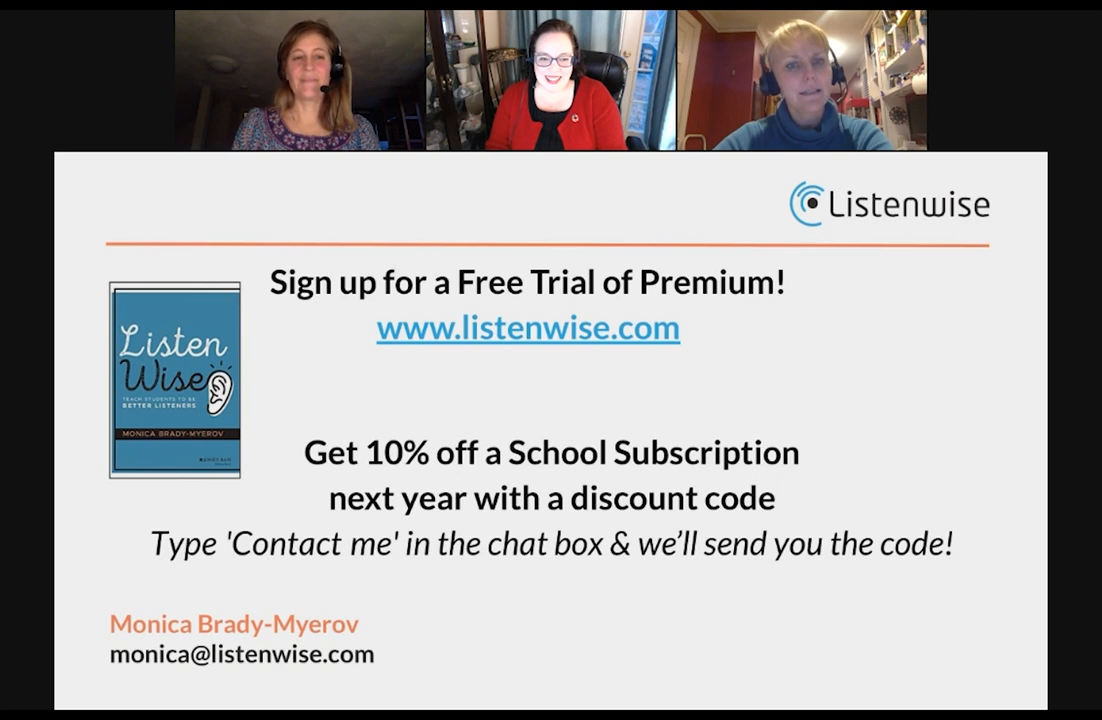 Listenwise
Sign up for a Free Trial of Premium!
www.listenwise.com
Listen
Wise
TEACH STUDENTS TO BE
BETTER LISTENERS
MONICA BRADY-MYEROV
Get 10% off a School Subscription
next year with a discount code
Type 'Contact me' in the chat box & we'll send you the code!
Monica Brady-Myerov
monica@listenwise.com